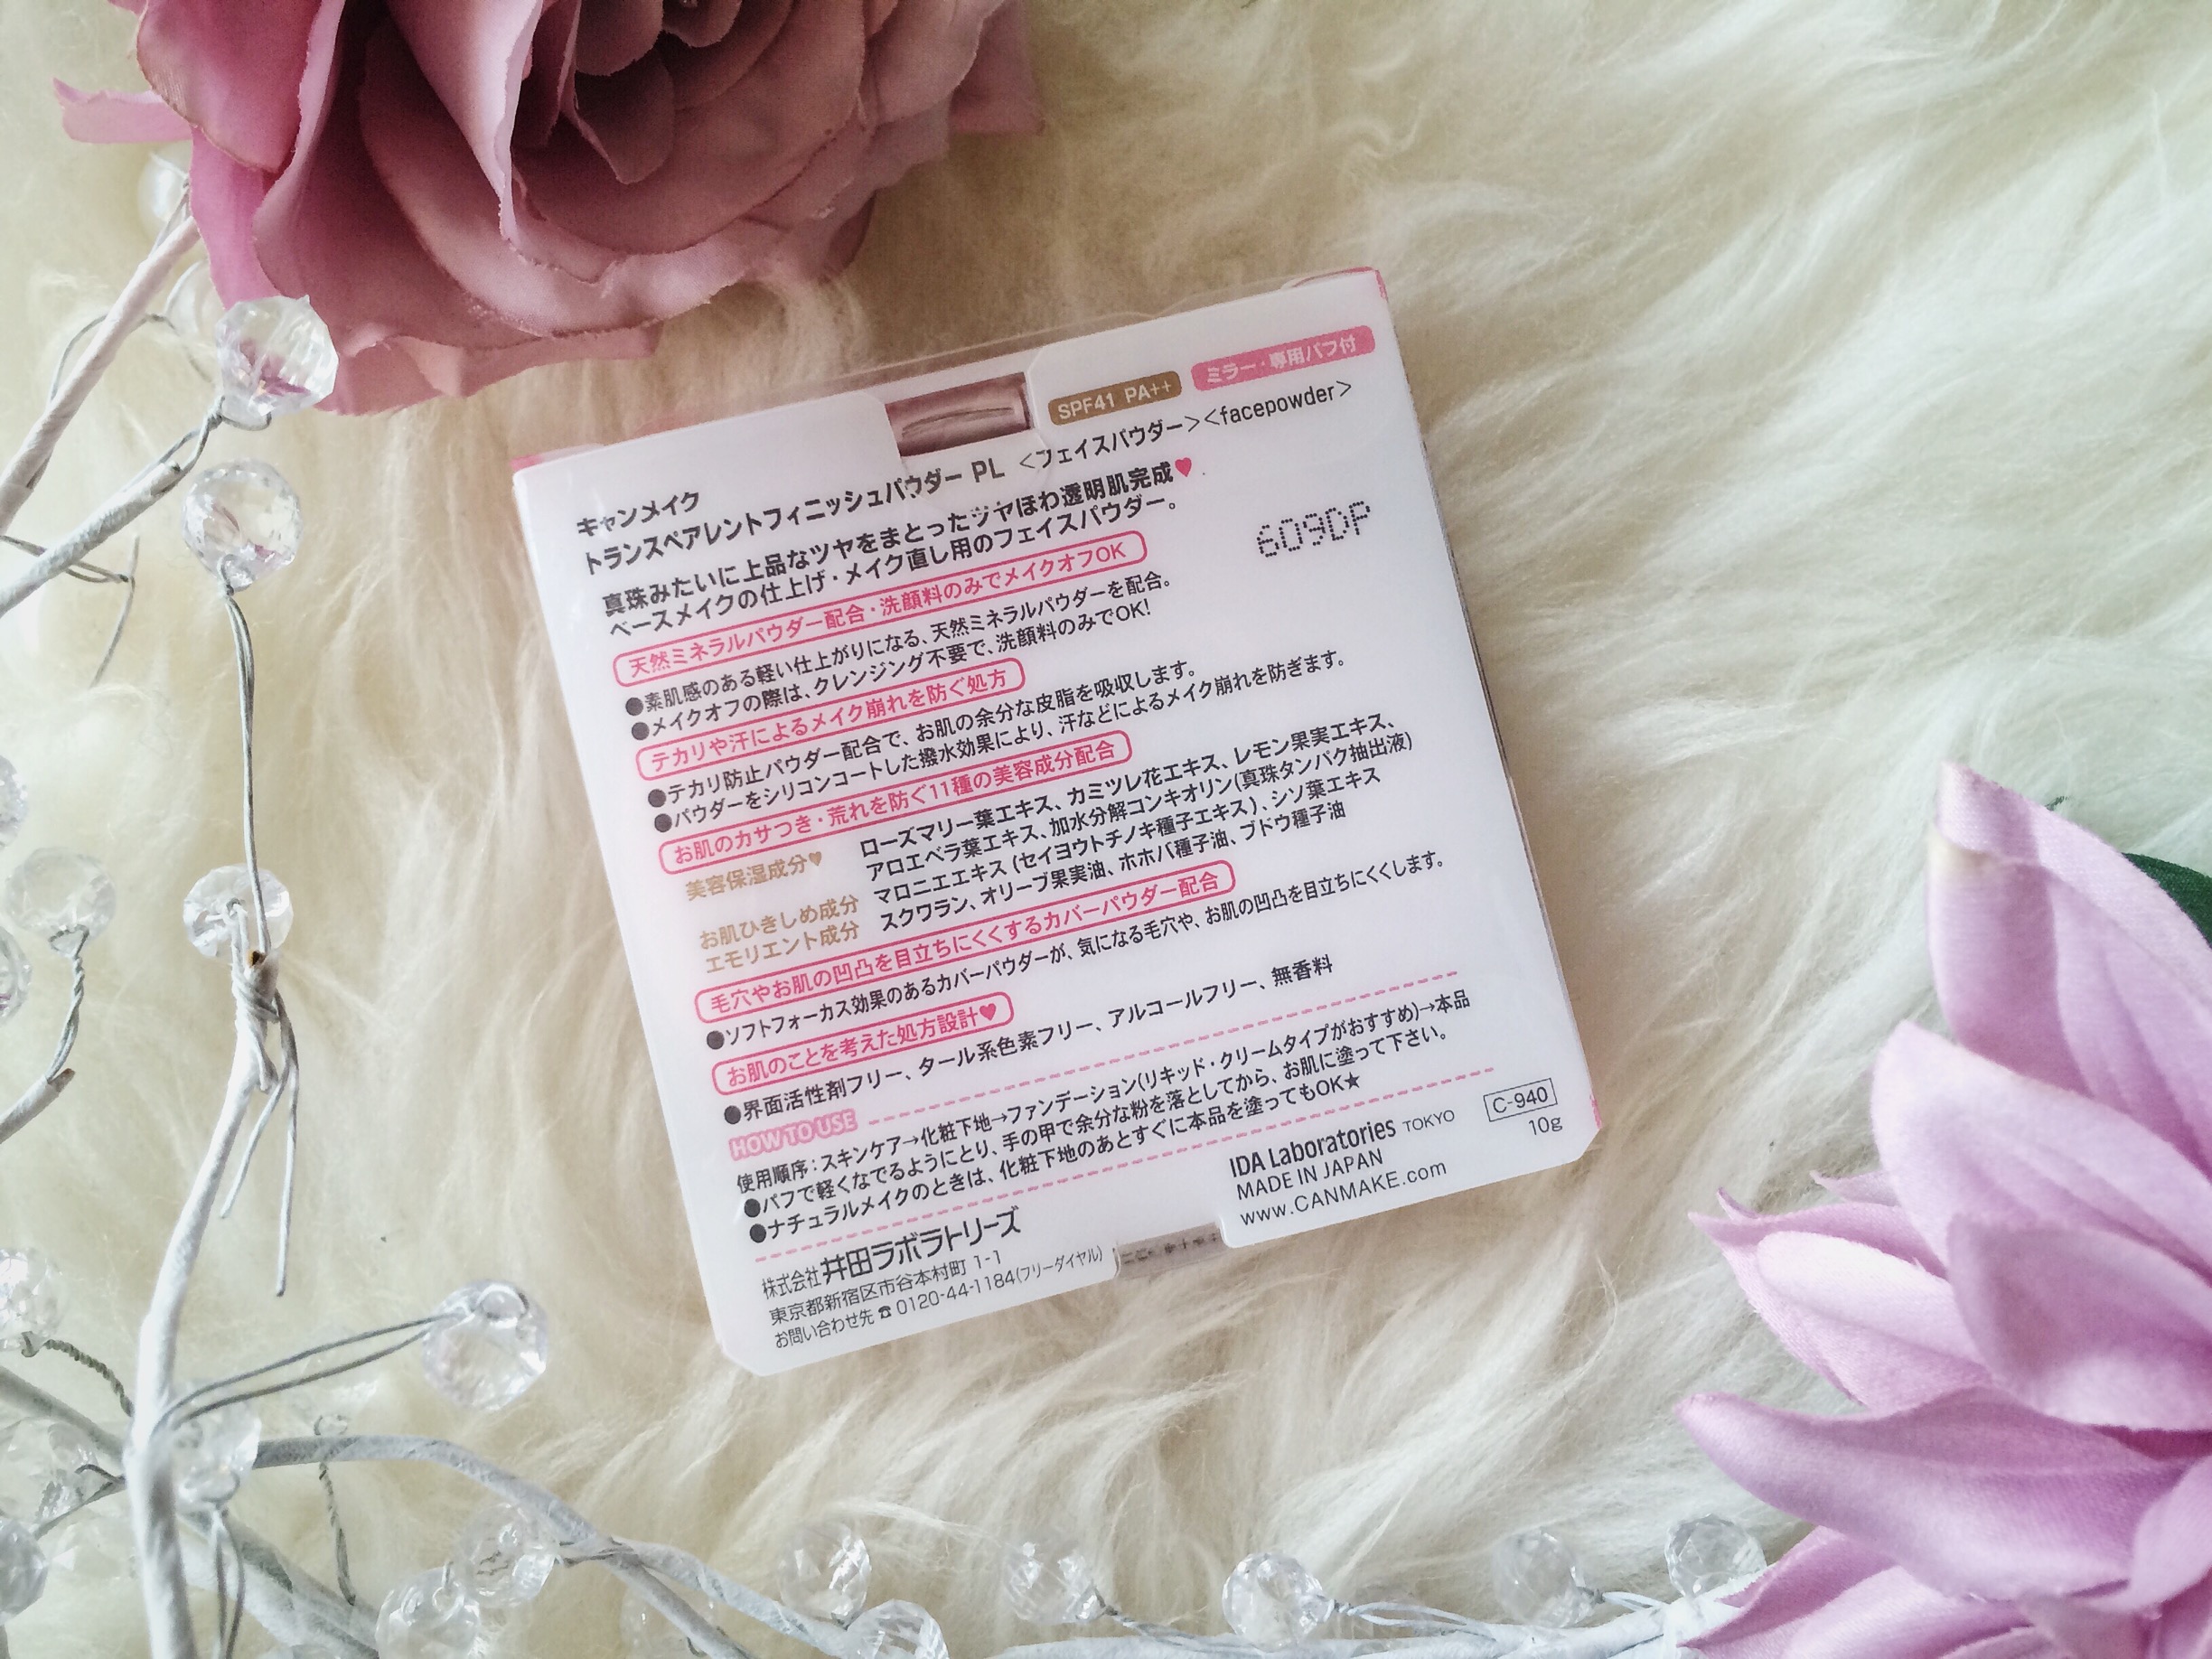 SPF41 PA++ ミラー・専用パフ付
キャンメイク
トランスペアレントフィニッシュパウダー PL <フェイスパウダー><facepowder>
真珠みたいに上品なツヤをまとったツヤほわ透明肌完成♥
ベースメイクの仕上げ・メイク直し用のフェイスパウダー。
609DP
天然ミネラルパウダー配合・洗顔料のみでメイクオフOK
●素肌感のある軽い仕上がりになる、天然ミネラルパウダーを配合。
●メイクオフの際は、クレンジング不要で、洗顔料のみでOK!
テカリや汗によるメイク崩れを防ぐ処方
●テカリ防止パウダー配合で、お肌の余分な皮脂を吸収します。
●パウダーをシリコンコートした撥水効果により、汗などによるメイク崩れを防ぎます。
お肌のカサつき・荒れを防ぐ11種の美容成分配合
美容保湿成分♥ ローズマリー葉エキス、カミツレ花エキス、レモン果実エキス、
アロエベラ葉エキス、加水分解コンキオリン(真珠タンパク抽出液)
お肌ひきしめ成分 マロニエエキス(セイヨウトチノキ種子エキス)、シソ葉エキス
エモリエント成分 スクワラン、オリーブ果実油、ホホバ種子油、ブドウ種子油
毛穴やお肌の凹凸を目立ちにくくするカバーパウダー配合
●ソフトフォーカス効果のあるカバーパウダーが、気になる毛穴や、お肌の凹凸を目立ちにくくします。
お肌のことを考えた処方設計♥
●界面活性剤フリー、タール系色素フリー、アルコールフリー、無香料
HOW TO USE
使用順序：スキンケア→化粧下地→ファンデーション(リキッド・クリームタイプがおすすめ)→本品
●パフで軽くなでるようにとり、手の甲で余分な粉を落としてから、お肌に塗って下さい。
●ナチュラルメイクのときは、化粧下地のあとすぐに本品を塗ってもOK★
株式会社井田ラボラトリーズ
東京都新宿区市谷本村町 1-1
お問い合わせ先☎0120-44-1184(フリーダイヤル)
IDA Laboratories TOKYO
MADE IN JAPAN
www.CANMAKE.com
C-940
10g